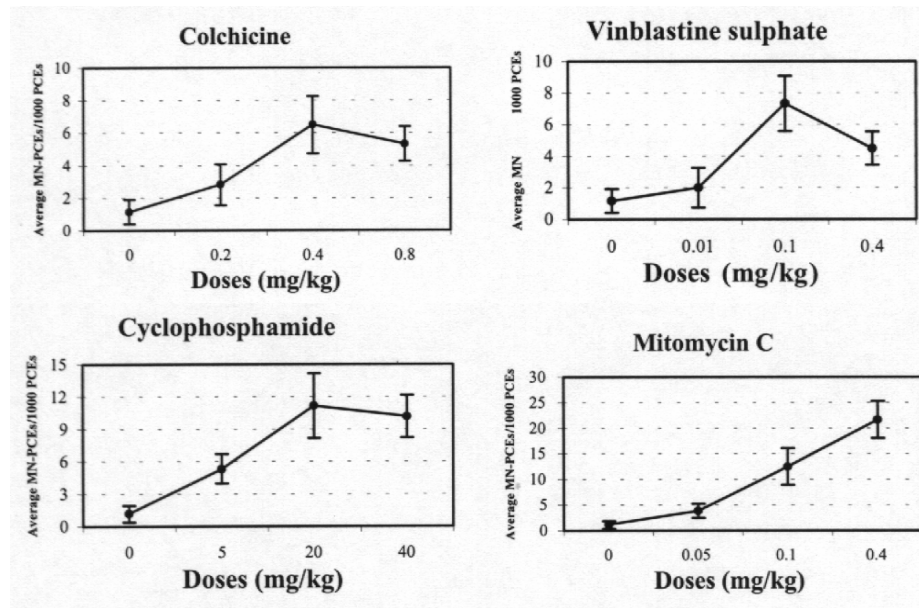 Colchicine
Average MN-PCEs/1000 PCEs
10
8
6
4
2
0
0 0.2 0.4 0.8
Doses (mg/kg)
Vinblastine sulphate
Average MN 1000 PCEs
10
8
6
4
2
0
0 0.01 0.1 0.4
Doses (mg/kg)
Cyclophosphamide
Average MN-PCEs/1000 PCEs
15
12
9
6
3
0
0 5 20 40
Doses (mg/kg)
Mitomycin C
Average MN-PCEs/1000 PCEs
30
25
20
15
10
5
0
0 0.05 0.1 0.4
Doses (mg/kg)